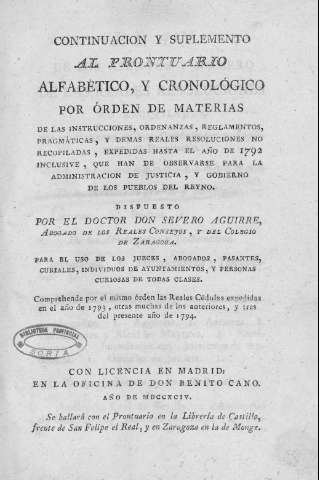 CONTINUACION Y SUPLEMENTO
AL PRONTUARIO
ALFABÉTICO, Y CRONOLÓGICO
POR ÓRDEN DE MATERIAS
DE LAS INSTRUCCIONES, ORDENANZAS, REGLAMENTOS,
PRAGMÁTICAS, Y DEMAS REALES RESOLUCIONES NO
RECOPILADAS, EXPEDIDAS HASTA EL AÑO DE 1792
INCLUSIVE, QUE HAN DE OBSERVARSE PARA LA
ADMINISTRACION DE JUSTICIA, Y GOBIERNO
DE LOS PUEBLOS DEL REYNO.
DISPUESTO
POR EL DOCTOR DON SEVERO AGUIRRE,
ABOGADO DE LOS REALES CONSEJOS, Y DEL COLEGIO
DE ZARAGOZA.
PARA EL USO DE LOS JUECES, ABOGADOS, PASANTES,
CURIALES, INDIVIDUOS DE AYUNTAMIENTOS, Y PERSONAS
CURIOSAS DE TODAS CLASES.
Comprehende por el mismo órden las Reales Cédulas expedidas
en el año de 1793, otras muchas de los anteriores, y tres
del presente año de 1794.
BIBLIOTECA PROVINCIAL
SORIA
CON LICENCIA EN MADRID:
EN LA OFICINA DE DON BENITO CANO.
AÑO DE MDCCXCIV.
Se hallará con el Prontuario en la Librería de Castillo,
frente de San Felipe el Real, y en Zaragoza en la de Monge.